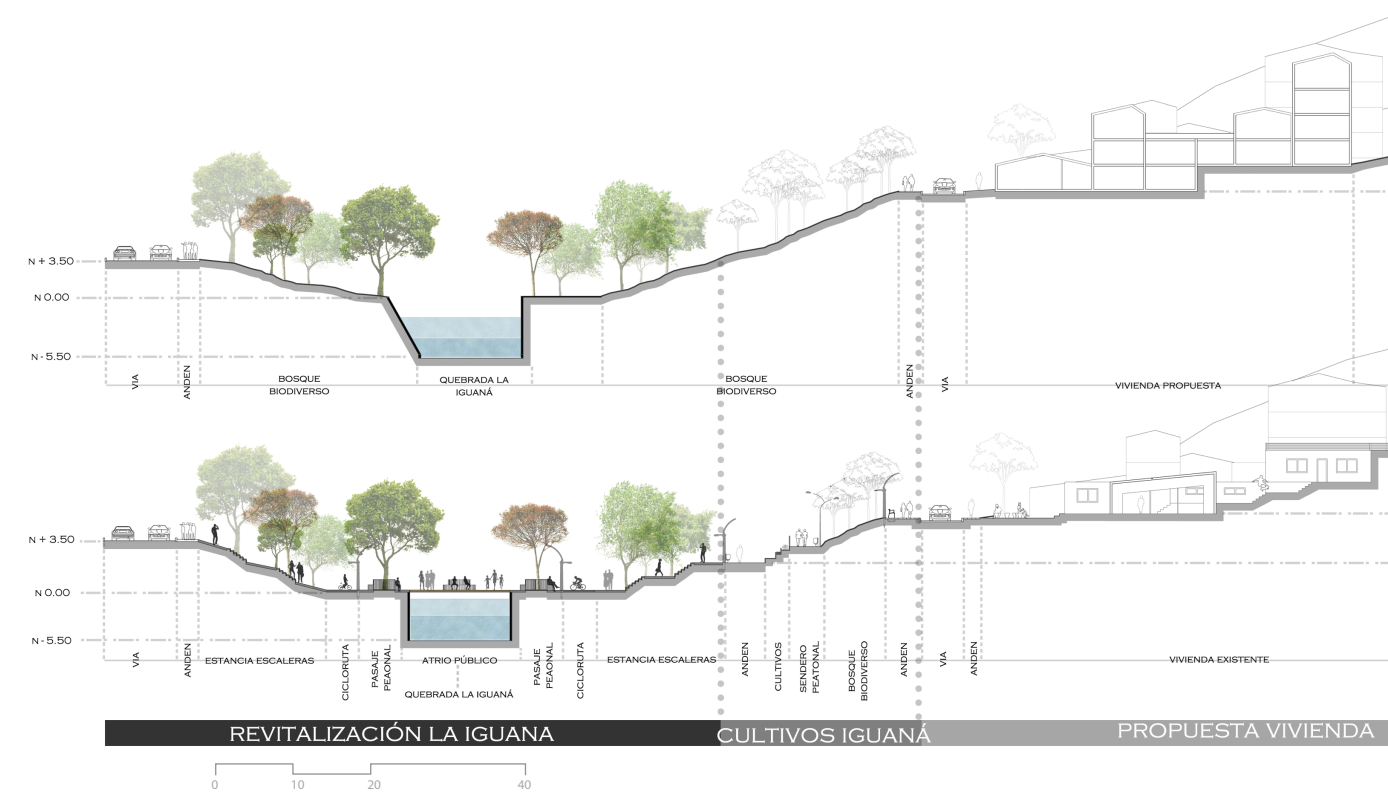 N + 3.50
N 0.00
N - 5.50
VIA
ANDEN
BOSQUE
BIODIVERSO
QUEBRADA LA
IGUANÁ
BOSQUE
BIODIVERSO
ANDEN
VIA
VIVIENDA PROPUESTA
N + 3.50
N 0.00
N - 5.50
VIA
ANDEN
ESTANCIA ESCALERAS
CICLORUTA
PASAJE
PEAONAL
ATRIO PÚBLICO
QUEBRADA LA IGUANÁ
PASAJE
PEAONAL
CICLORUTA
ESTANCIA ESCALERAS
ANDEN
CULTIVOS
SENDERO
PEATONAL
BOSQUE
BIODIVERSO
ANDEN
VIA
ANDEN
VIVIENDA EXISTENTE
REVITALIZACIÓN LA IGUANA
CULTIVOS IGUANÁ
PROPUESTA VIVIENDA
0 10 20 40